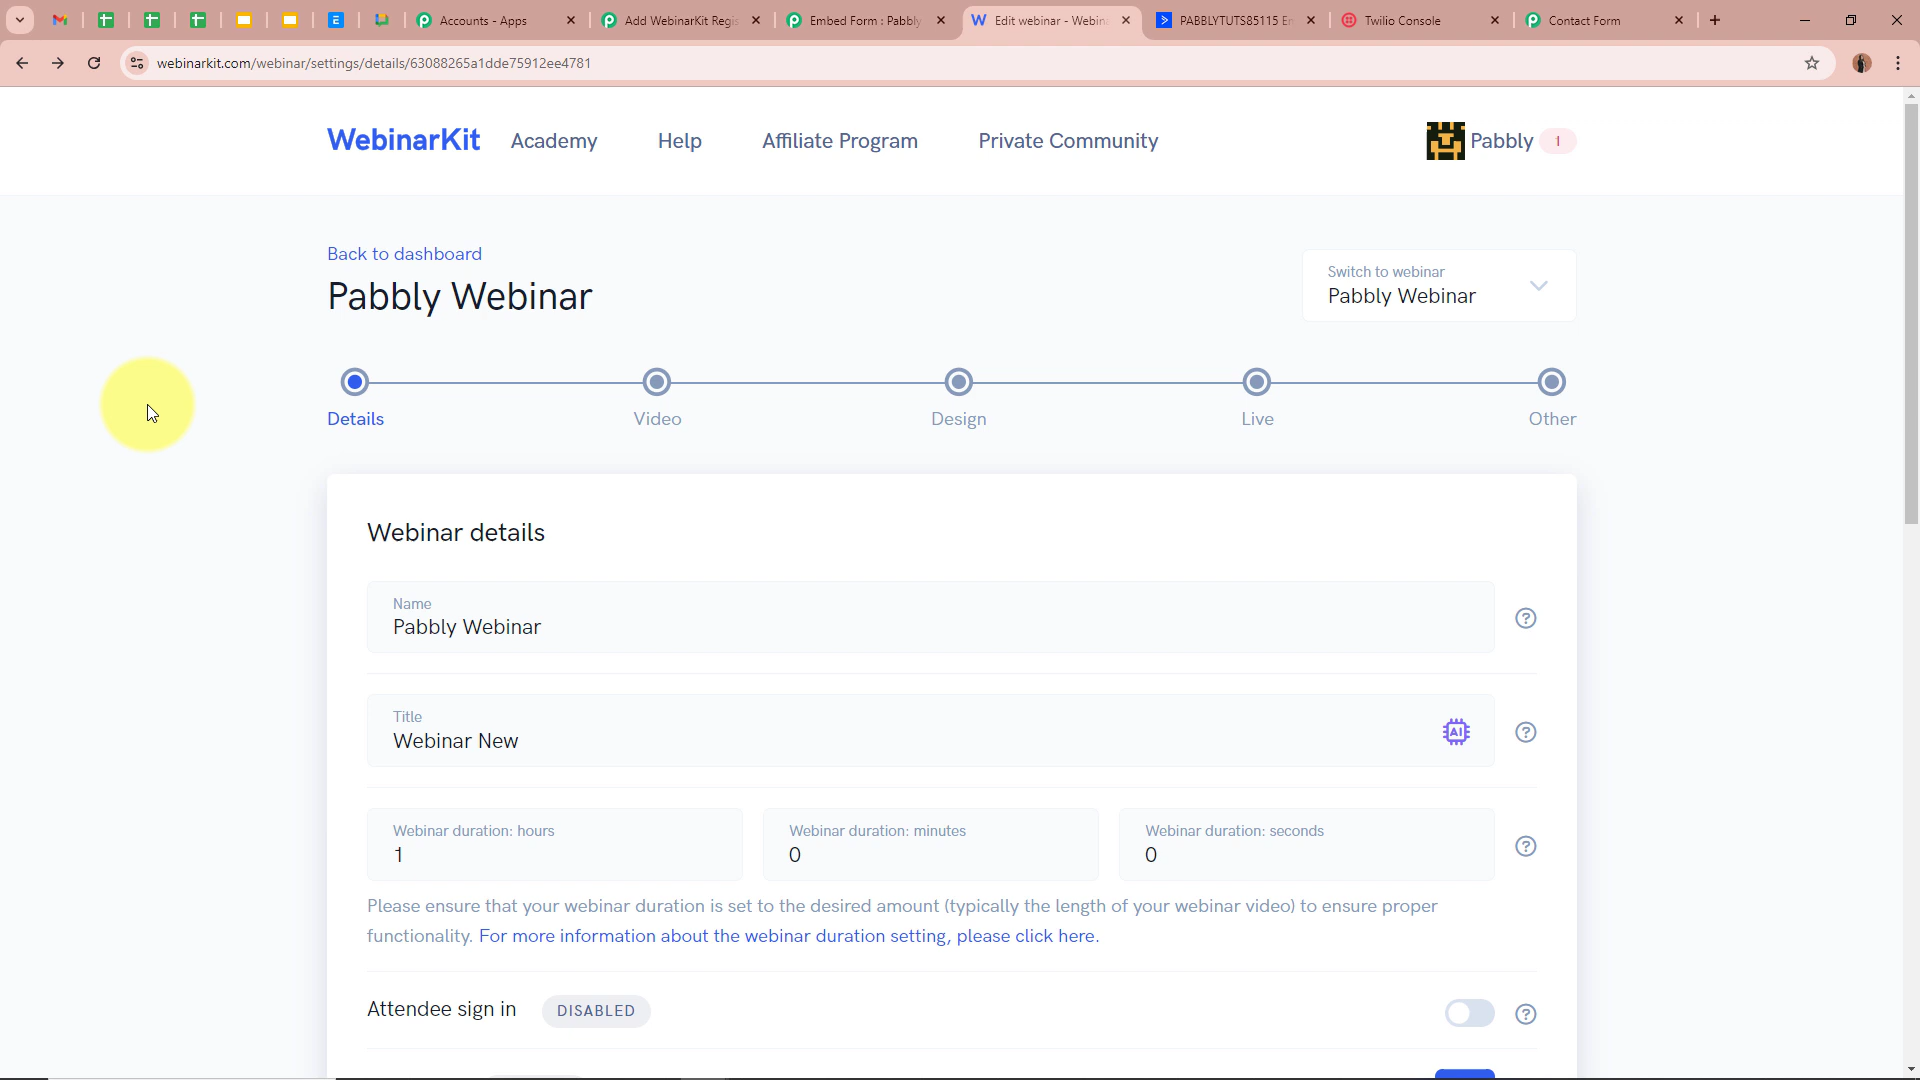 Accounts - Apps
Add WebinarKit Regis
Embed Form : Pabbly
Edit webinar - Webina
PABBLYTUTS85115 En
Twilio Console
Contact Form
webinarkit.com/webinar/settings/details/63088265a1dde75912ee4781
WebinarKit
Academy
Help
Affiliate Program
Private Community
Pabbly
1
Back to dashboard
Pabbly Webinar
Switch to webinar
Pabbly Webinar
Details
Video
Design
Live
Other
Webinar details
Name
Pabbly Webinar
Title
Webinar New
AI
Webinar duration: hours
1
Webinar duration: minutes
0
Webinar duration: seconds
0
Please ensure that your webinar duration is set to the desired amount (typically the length of your webinar video) to ensure proper
functionality. For more information about the webinar duration setting, please click here.
Attendee sign in
DISABLED